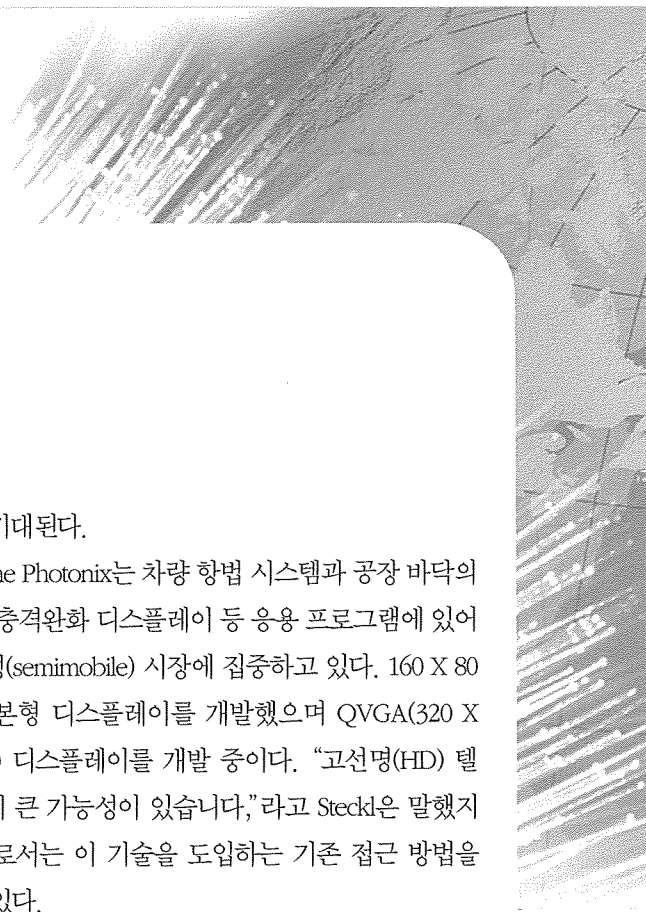 기대된다.
ne Photonix는 차량 항법 시스템과 공장 바닥의
충격완화 디스플레이 등 응용 프로그램에 있어
(semimobile) 시장에 집중하고 있다. 160 X 80
본형 디스플레이를 개발했으며 QVGA(320 X
디스플레이를 개발 중이다. “고선명(HD) 텔
큰 가능성이 있습니다,”라고 Steckl은 말했지
로서는 이 기술을 도입하는 기존 접근 방법을
있다.